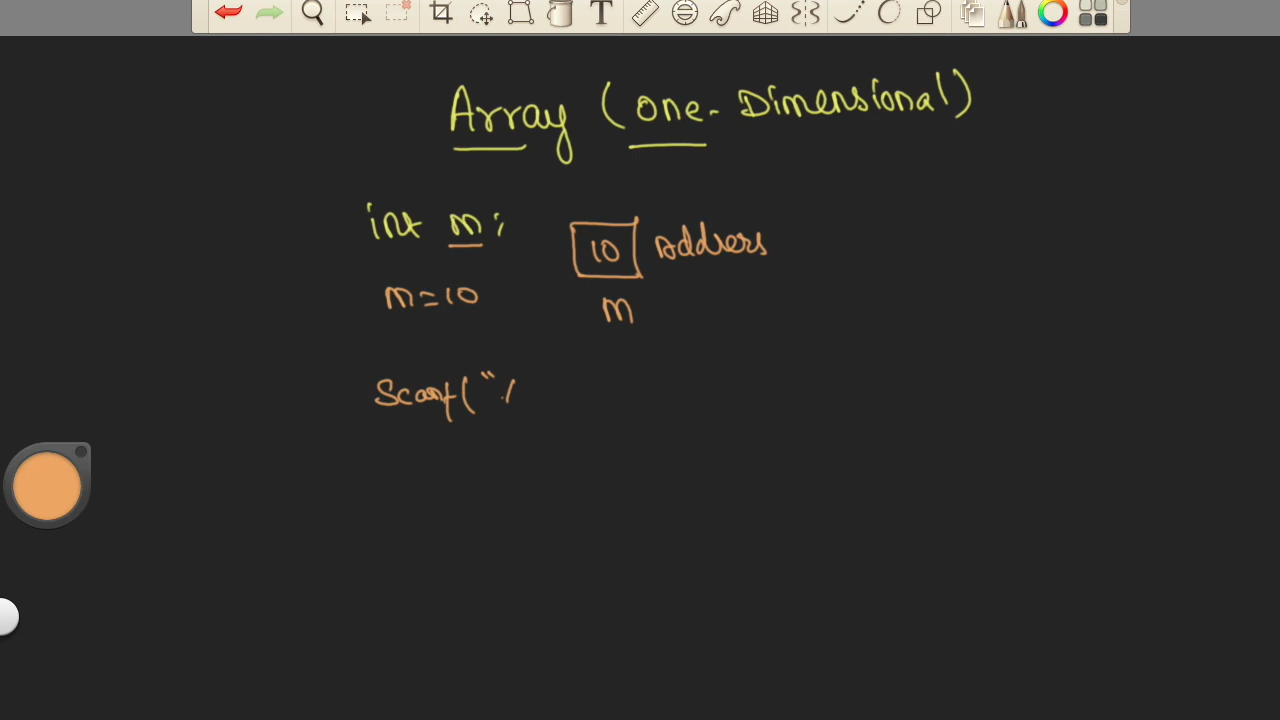 Array (one-Dimensional)
int m;
10 Address
m=10
m
Scanf("%